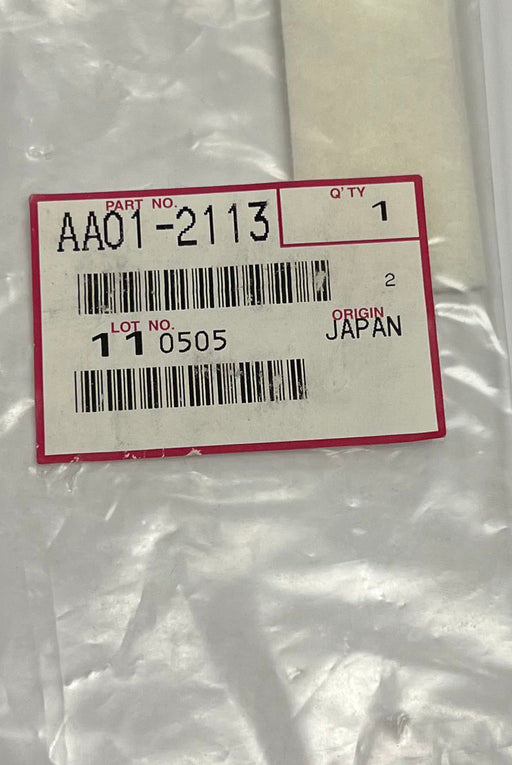 PART NO.
AA01-2113
Q'TY
1
2
LOT NO.
11 0505
ORIGIN
JAPAN